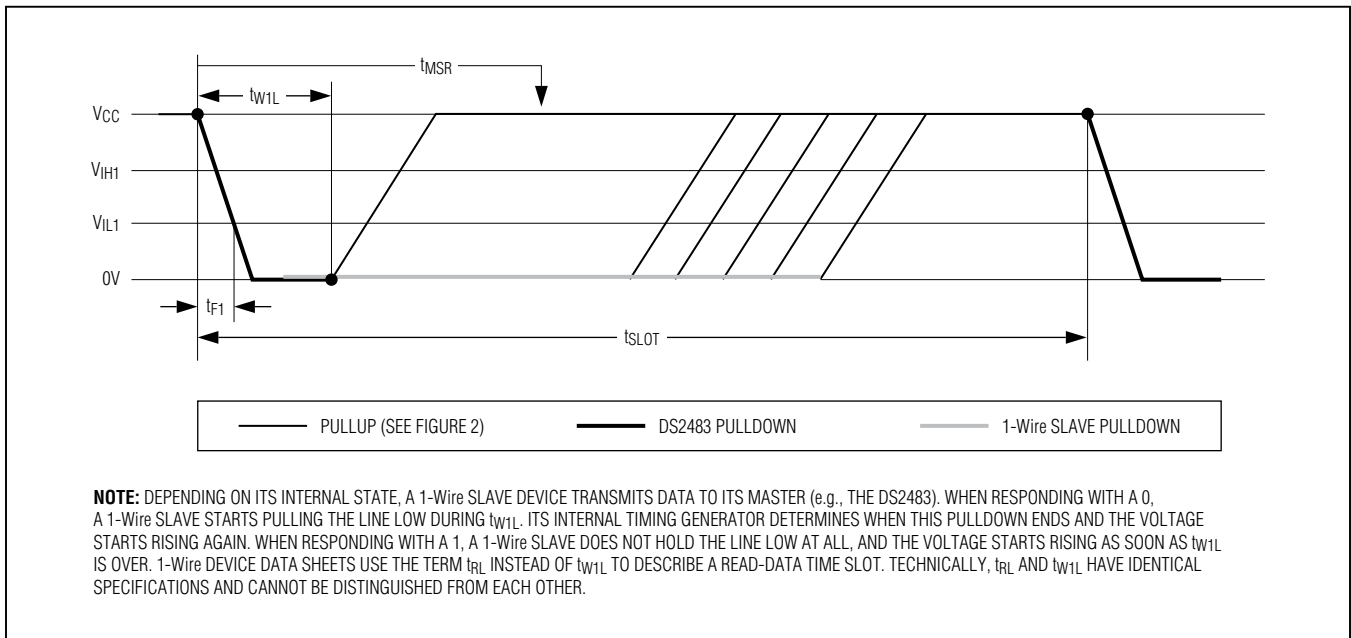 tMSR
tW1L
VCC
VIH1
VIL1
0V
tF1
tSLOT
PULLUP (SEE FIGURE 2) DS2483 PULLDOWN 1-Wire SLAVE PULLDOWN
NOTE: DEPENDING ON ITS INTERNAL STATE, A 1-Wire SLAVE DEVICE TRANSMITS DATA TO ITS MASTER (e.g., THE DS2483). WHEN RESPONDING WITH A 0,
A 1-Wire SLAVE STARTS PULLING THE LINE LOW DURING tW1L. ITS INTERNAL TIMING GENERATOR DETERMINES WHEN THIS PULLDOWN ENDS AND THE VOLTAGE
STARTS RISING AGAIN. WHEN RESPONDING WITH A 1, A 1-Wire SLAVE DOES NOT HOLD THE LINE LOW AT ALL, AND THE VOLTAGE STARTS RISING AS SOON AS tW1L
IS OVER. 1-Wire DEVICE DATA SHEETS USE THE TERM tRL INSTEAD OF tW1L TO DESCRIBE A READ-DATA TIME SLOT. TECHNICALLY, tRL AND tW1L HAVE IDENTICAL
SPECIFICATIONS AND CANNOT BE DISTINGUISHED FROM EACH OTHER.